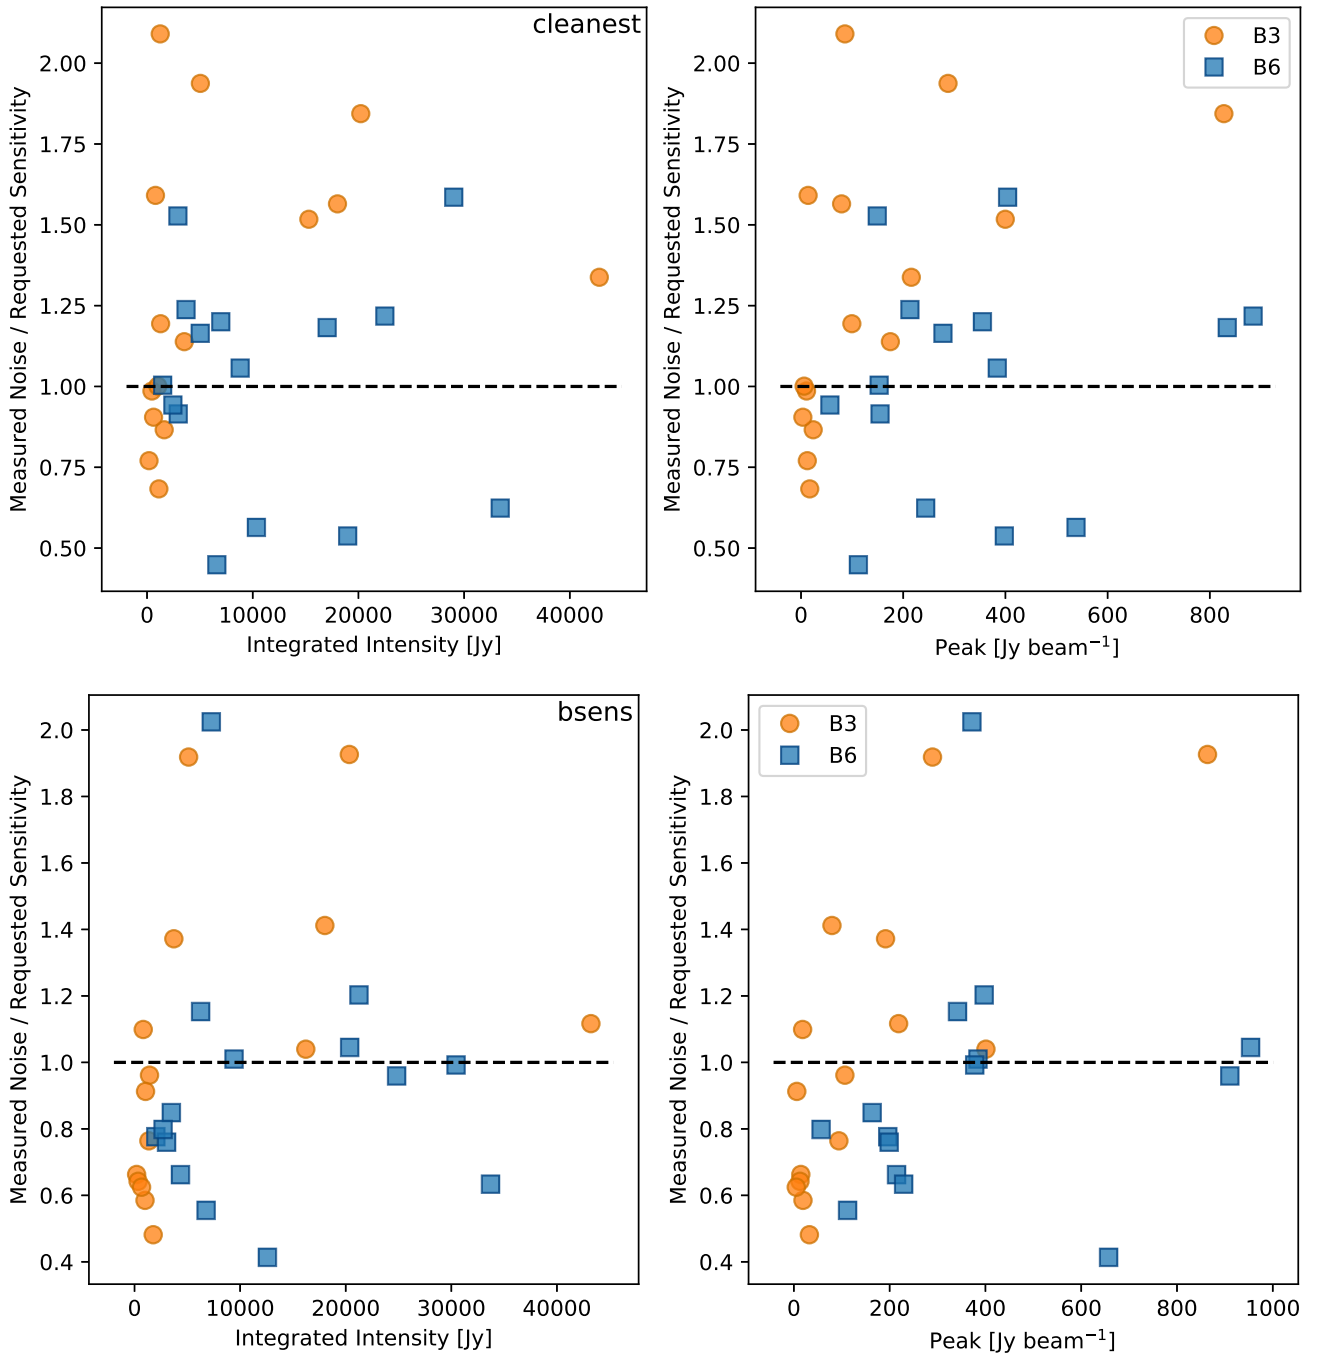 cleanest
Measured Noise / Requested Sensitivity
2.00
1.75
1.50
1.25
1.00
0.75
0.50
0 10000 20000 30000 40000
Integrated Intensity [Jy]
B3
B6
Measured Noise / Requested Sensitivity
2.00
1.75
1.50
1.25
1.00
0.75
0.50
0 200 400 600 800
Peak [Jy beam⁻¹]
bsens
Measured Noise / Requested Sensitivity
2.0
1.8
1.6
1.4
1.2
1.0
0.8
0.6
0.4
0 10000 20000 30000 40000
Integrated Intensity [Jy]
B3
B6
Measured Noise / Requested Sensitivity
2.0
1.8
1.6
1.4
1.2
1.0
0.8
0.6
0.4
0 200 400 600 800 1000
Peak [Jy beam⁻¹]